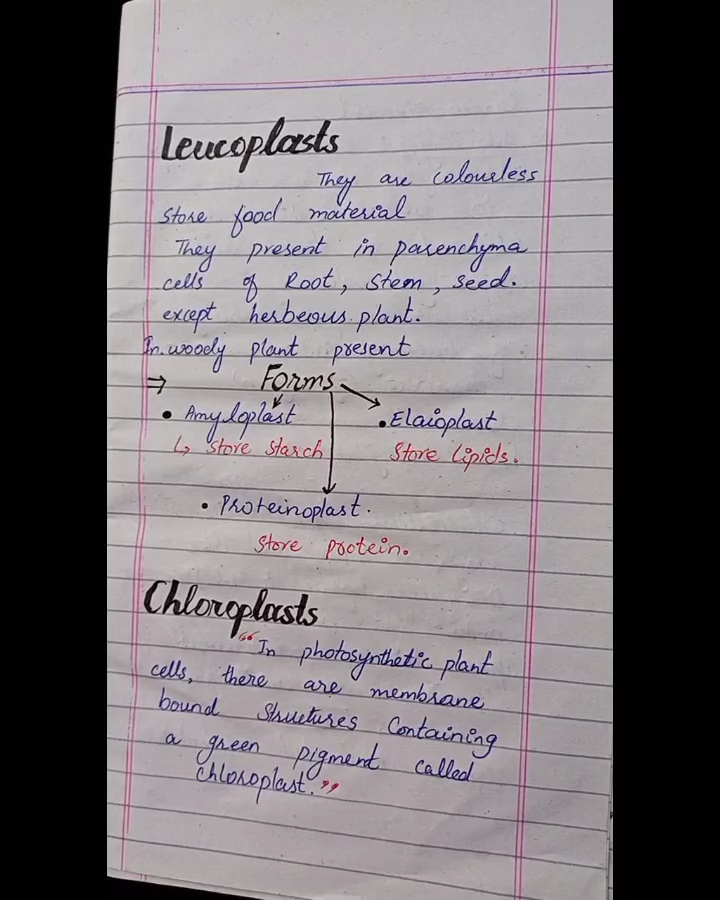 Leucoplasts
They are colourless
store food material
They present in parenchyma
cells of Root, Stem, seed.
except herbeous plant.
In woody plant present
⇒ Forms
• Amyloplast
• Elaioplast
↳ store starch
Store Lipids.
• Proteinoplast.
Store protein.
Chloroplasts
“In photosynthetic plant
cells, there are membrane
bound structures containing
a green pigment called
chloroplast.”